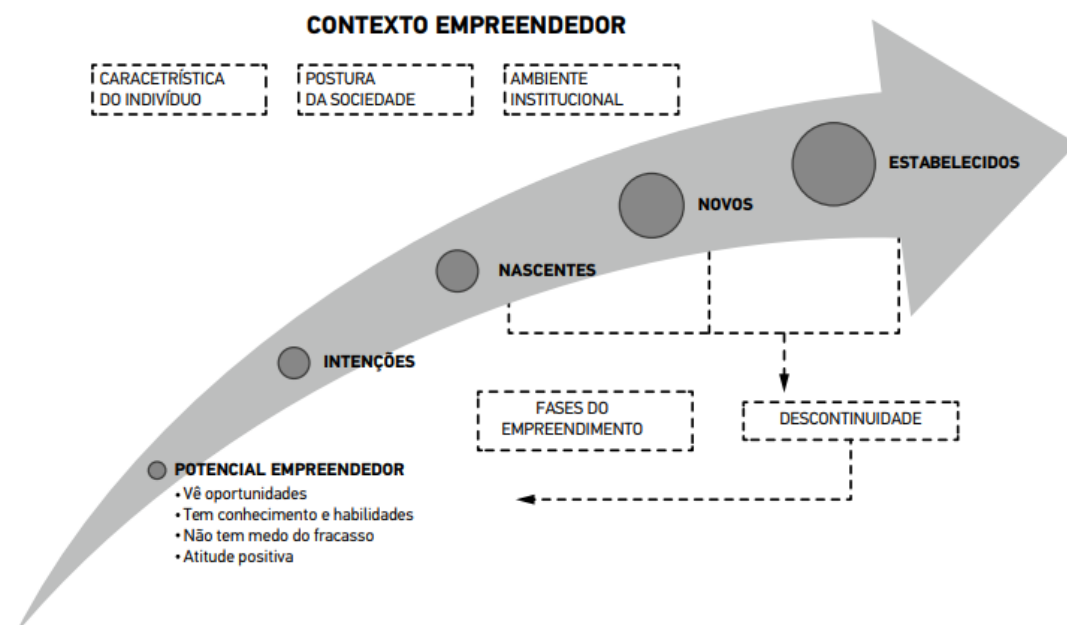 CONTEXTO EMPREENDEDOR
CARACETRÍSTICA
DO INDIVÍDUO
POSTURA
DA SOCIEDADE
AMBIENTE
INSTITUCIONAL
ESTABELECIDOS
NOVOS
NASCENTES
INTENÇÕES
FASES DO
EMPREENDIMENTO
DESCONTINUIDADE
POTENCIAL EMPREENDEDOR
• Vê oportunidades
• Tem conhecimento e habilidades
• Não tem medo do fracasso
• Atitude positiva